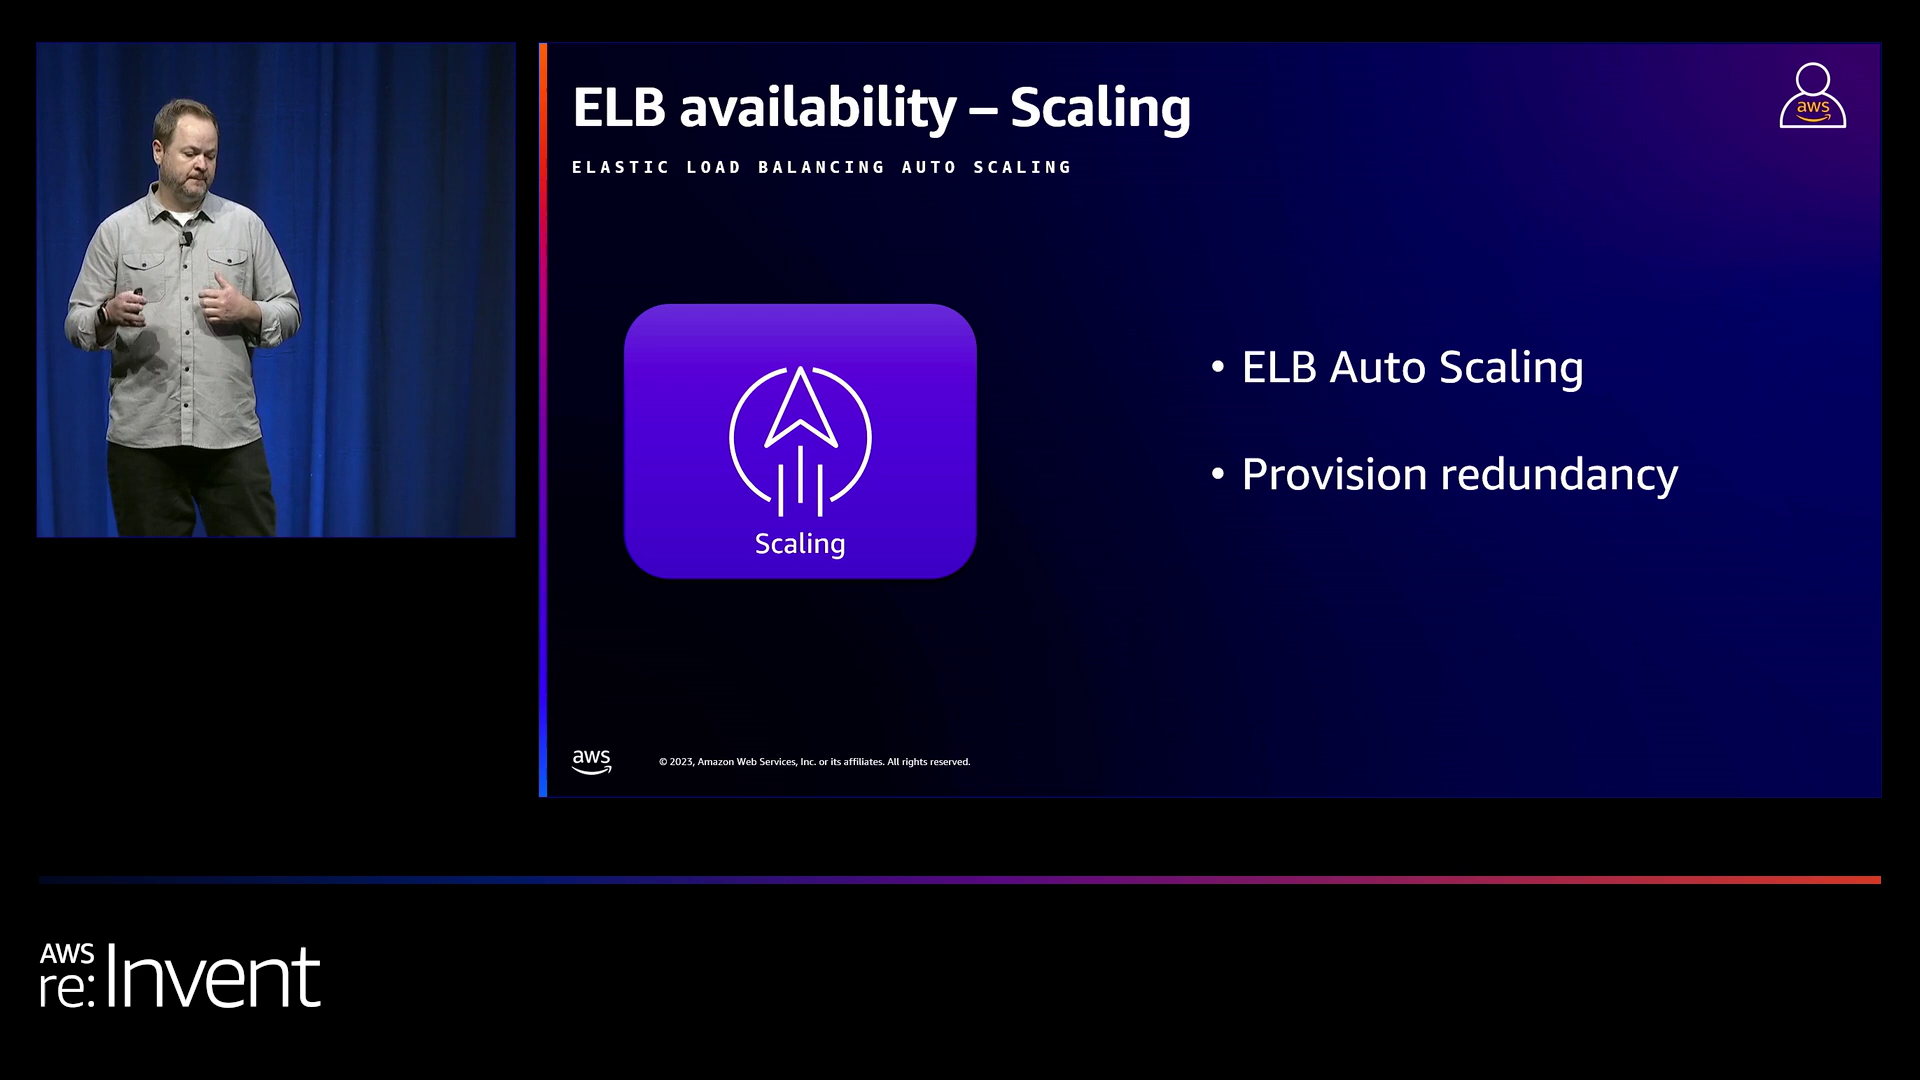 ELB availability – Scaling
ELASTIC LOAD BALANCING AUTO SCALING
aws
Scaling
• ELB Auto Scaling
• Provision redundancy
aws
© 2023, Amazon Web Services, Inc. or its affiliates. All rights reserved.
AWS
re:Invent